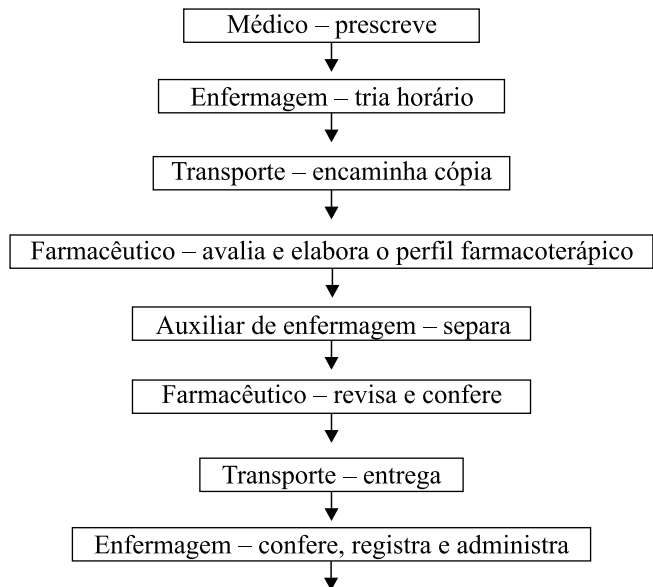 Médico – prescreve
Enfermagem – tria horário
Transporte – encaminha cópia
Farmacêutico – avalia e elabora o perfil farmacoterápico
Auxiliar de enfermagem – separa
Farmacêutico – revisa e confere
Transporte – entrega
Enfermagem – confere, registra e administra